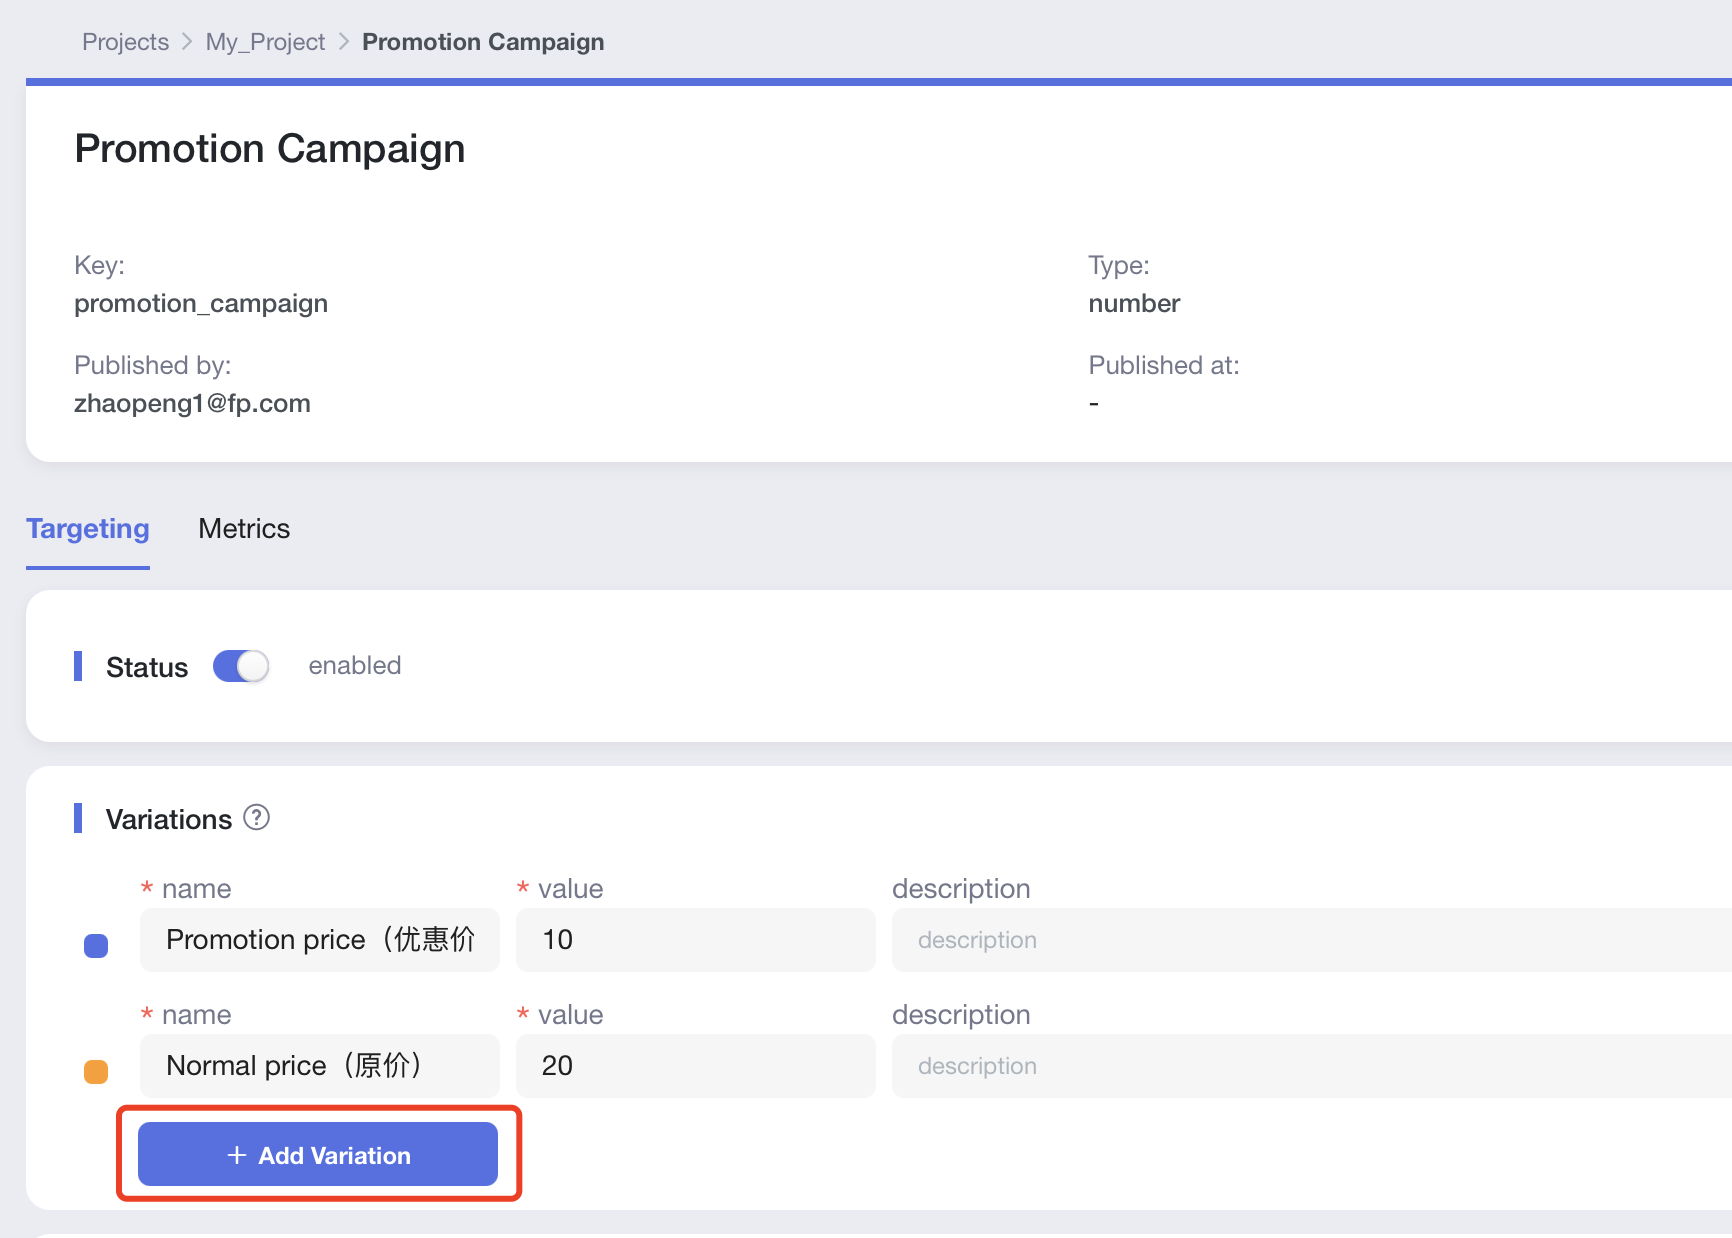 Projects > My_Project > Promotion Campaign
Promotion Campaign
Key:
promotion_campaign
Type:
number
Published by:
zhaopeng1@fp.com
Published at:
-
Targeting Metrics
Status enabled
Variations ?
* name * value description
Promotion price（优惠价 10 description
* name * value description
Normal price（原价） 20 description
+ Add Variation